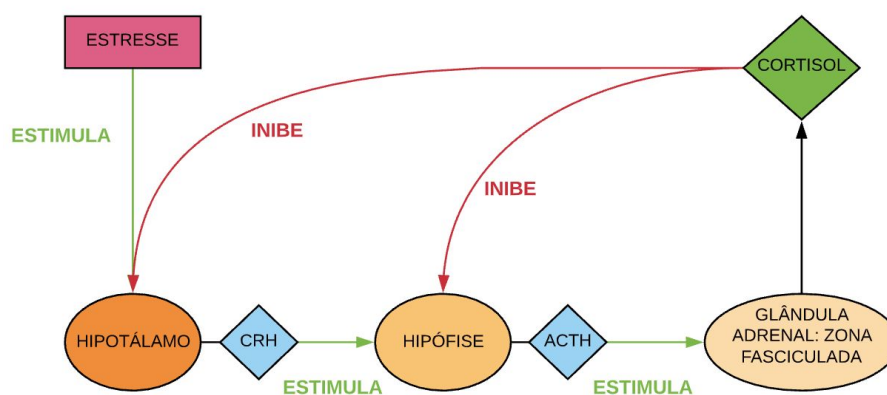 ESTRESSE
CORTISOL
ESTIMULA
INIBE
INIBE
HIPOTÁLAMO
CRH
ESTIMULA
HIPÓFISE
ACTH
ESTIMULA
GLÂNDULA
ADRENAL: ZONA
FASCICULADA